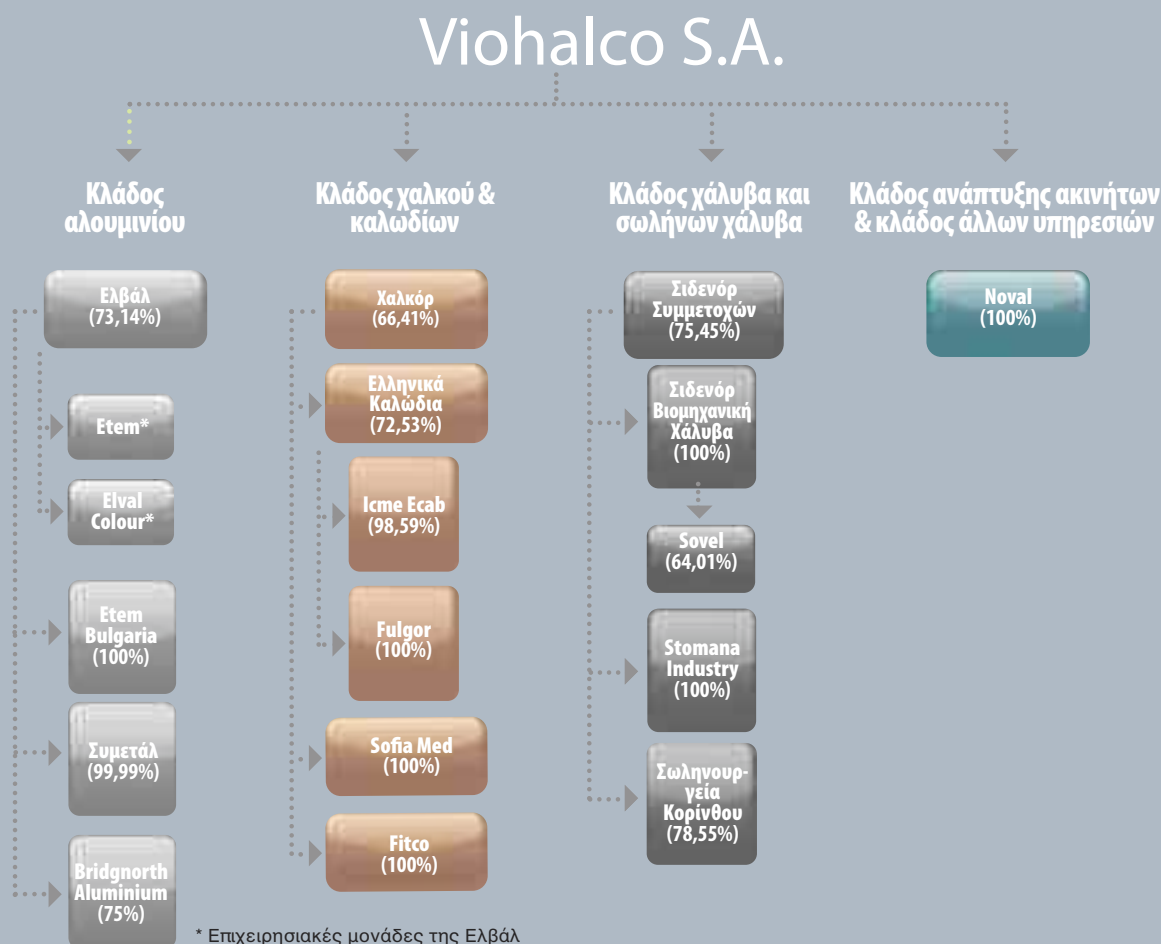 Viohalco S.A.
Κλάδος
αλουμινίου
Ελβάλ
(73,14%)
Etem*
Elval
Colour*
Etem
Bulgaria
(100%)
Συμετάλ
(99,99%)
Bridgnorth
Aluminium
(75%)
Κλάδος χαλκού &
καλωδίων
Χαλκόρ
(66,41%)
Ελληνικά
Καλώδια
(72,53%)
Icme Ecab
(98,59%)
Fulgor
(100%)
Sofia Med
(100%)
Fitco
(100%)
Κλάδος χάλυβα και
σωλήνων χάλυβα
Σιδενόρ
Συμμετοχών
(75,45%)
Σιδενόρ
Βιομηχανική
Χάλυβα
(100%)
Sovel
(64,01%)
Stomana
Industry
(100%)
Σωληνουρ-
γεία
Κορίνθου
(78,55%)
Κλάδος ανάπτυξης ακινήτων
& κλάδος άλλων υπηρεσιών
Noval
(100%)
* Επιχειρησιακές μονάδες της Ελβάλ